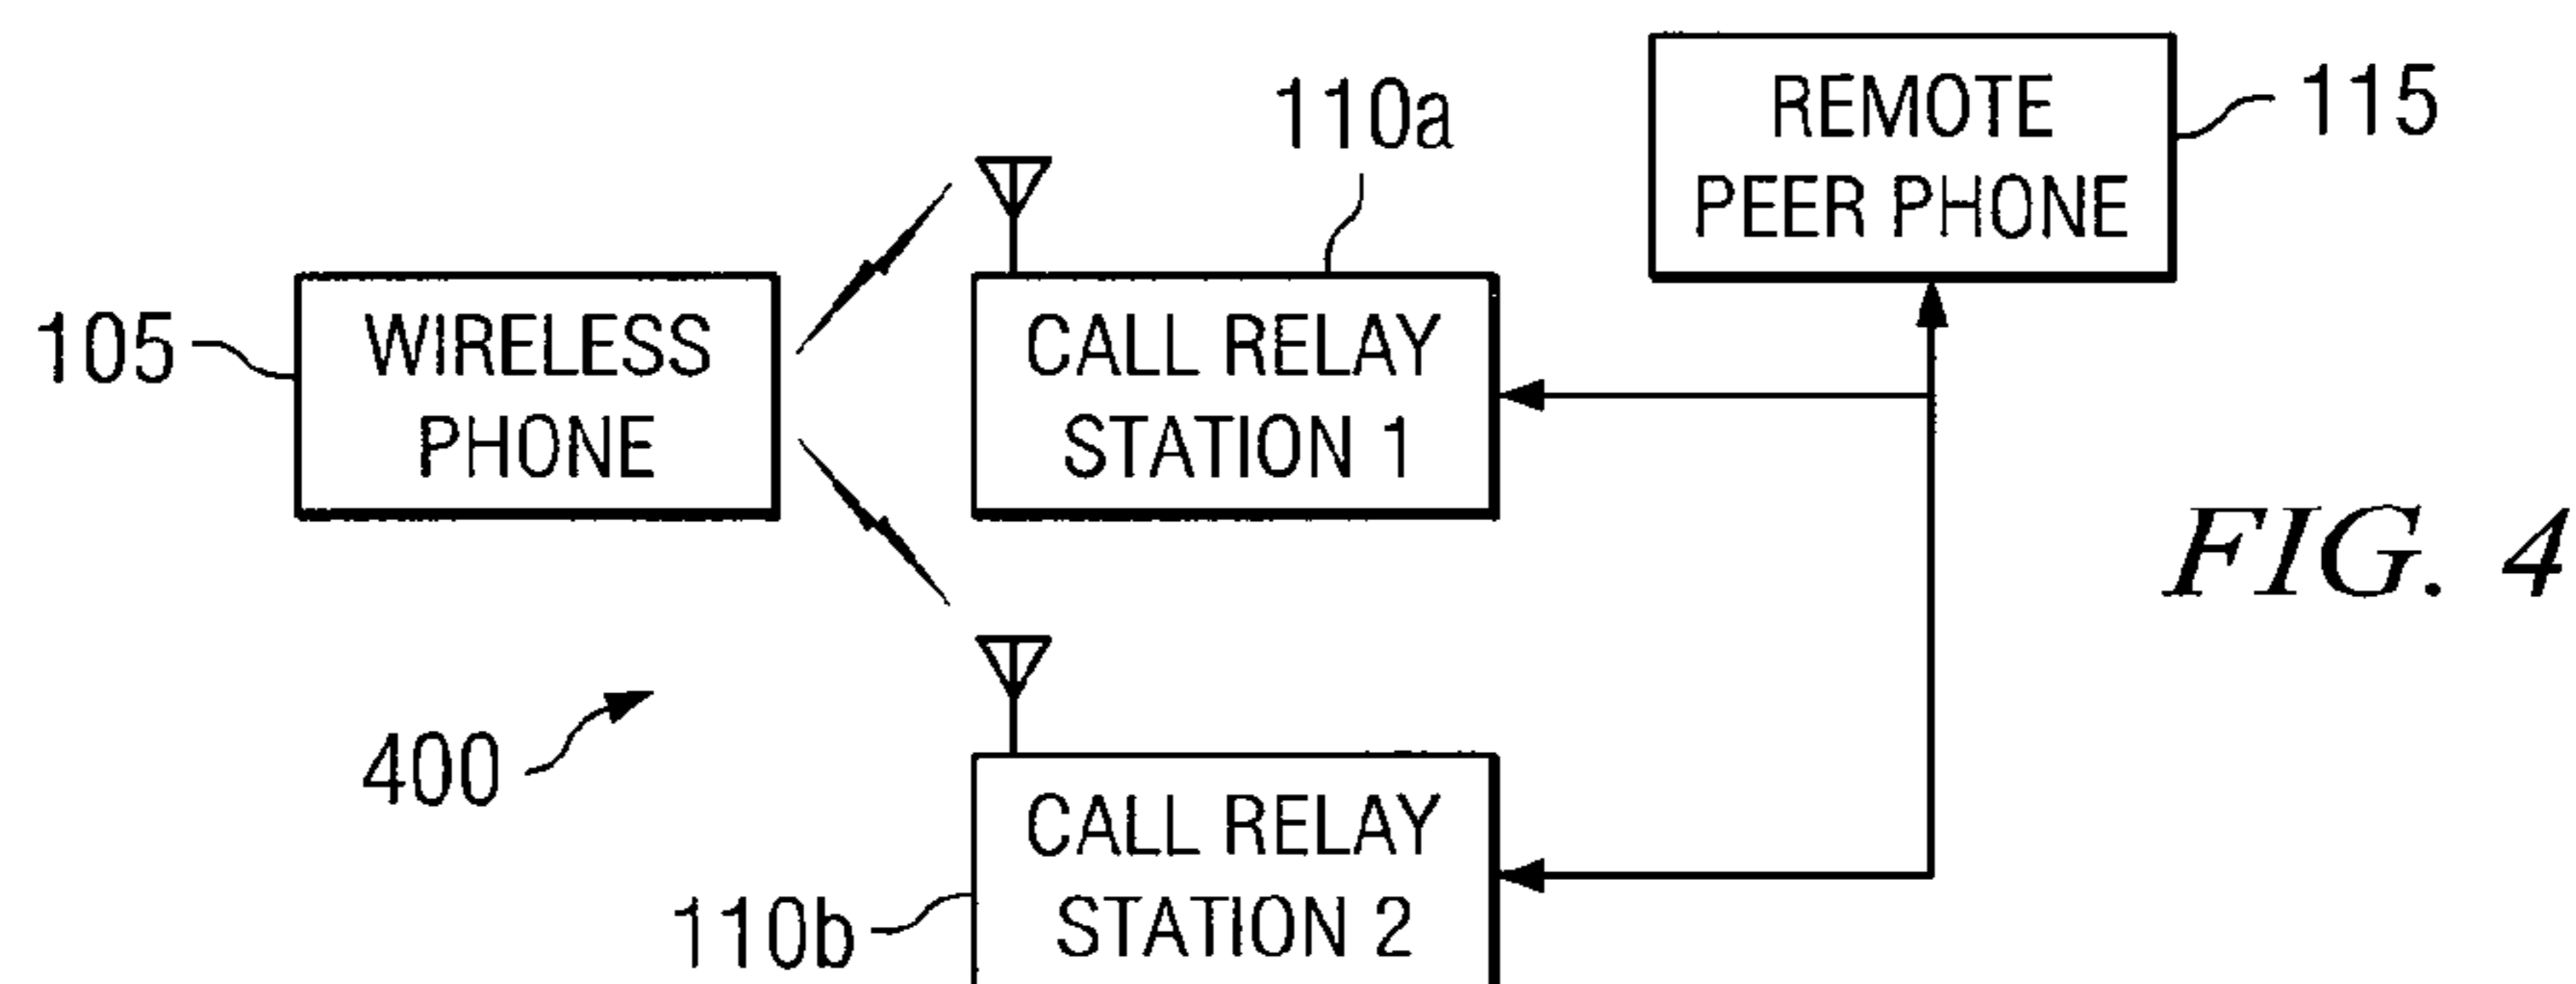 110a
REMOTE
PEER PHONE
115
105
WIRELESS
PHONE
CALL RELAY
STATION 1
FIG. 4
400
CALL RELAY
STATION 2
110b